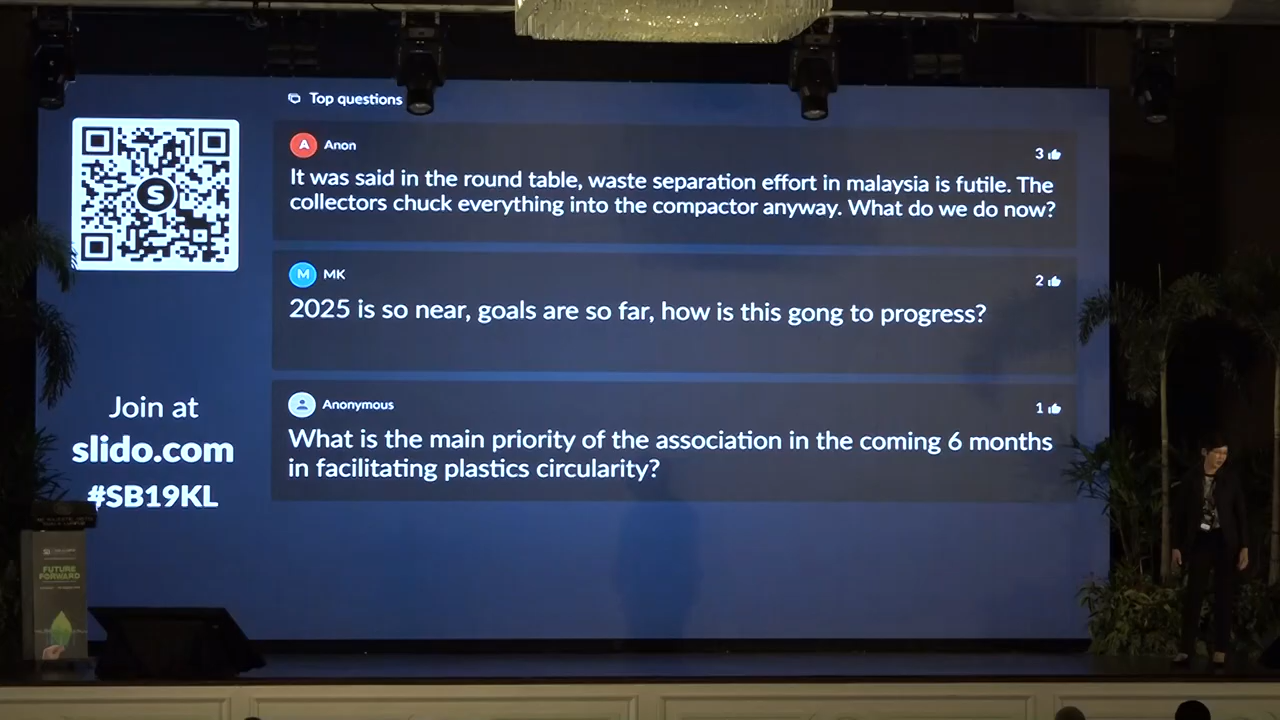 Top questions
A Anon
3
It was said in the round table, waste separation effort in malaysia is futile. The
collectors chuck everything into the compactor anyway. What do we do now?
M MK
2
2025 is so near, goals are so far, how is this gong to progress?
Anonymous
1
What is the main priority of the association in the coming 6 months
in facilitating plastics circularity?
S
Join at
slido.com
#SB19KL
FUTURE
FORWARD